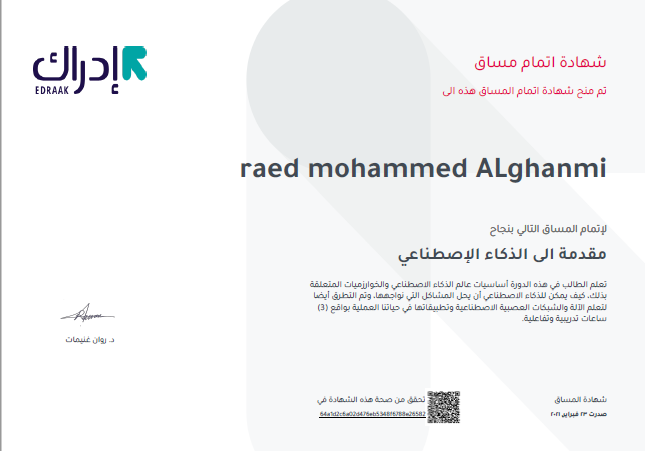 إدراك
EDRAAK
شهادة اتمام مساق
تم منح شهادة اتمام المساق هذه الى
raed mohammed ALghanmi
لإتمام المساق التالي بنجاح
مقدمة الى الذكاء الإصطناعي
تعلم الطالب في هذه الدورة أساسيات عالم الذكاء الاصطناعي والخوارزميات المتعلقة
بذلك، كيف يمكن للذكاء الاصطناعي أن يحل المشاكل التي نواجهها، وتم التطرق أيضا
لتعلم الآلة والشبكات العصبية الاصطناعية وتطبيقاتها في حياتنا العملية بواقع (3)
ساعات تدريبية وتفاعلية.
د. روان غنيمات
شهادة المساق
صدرت ٢٣ فبراير، ٢٠٢١
تحقق من صحة هذه الشهادة في
64a1d2c6a02d476eb5348f6788e26582